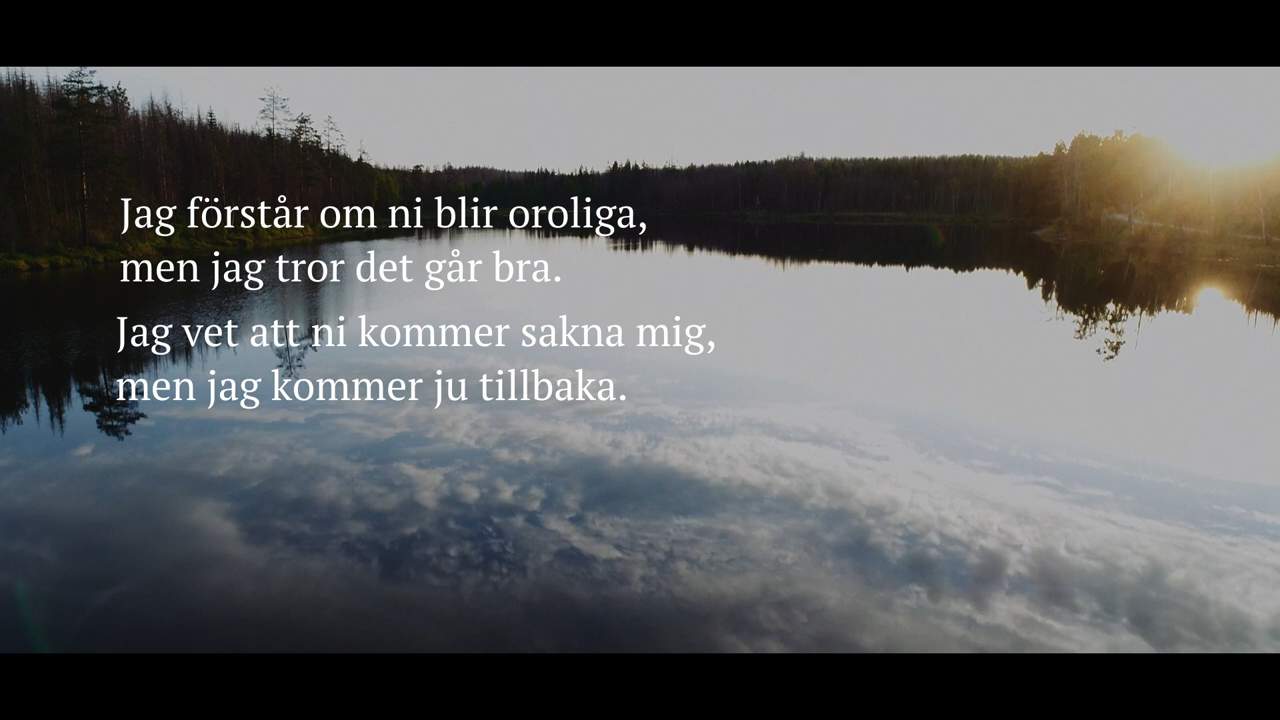 Jag förstår om ni blir oroliga,
men jag tror det går bra.
Jag vet att ni kommer sakna mig,
men jag kommer ju tillbaka.